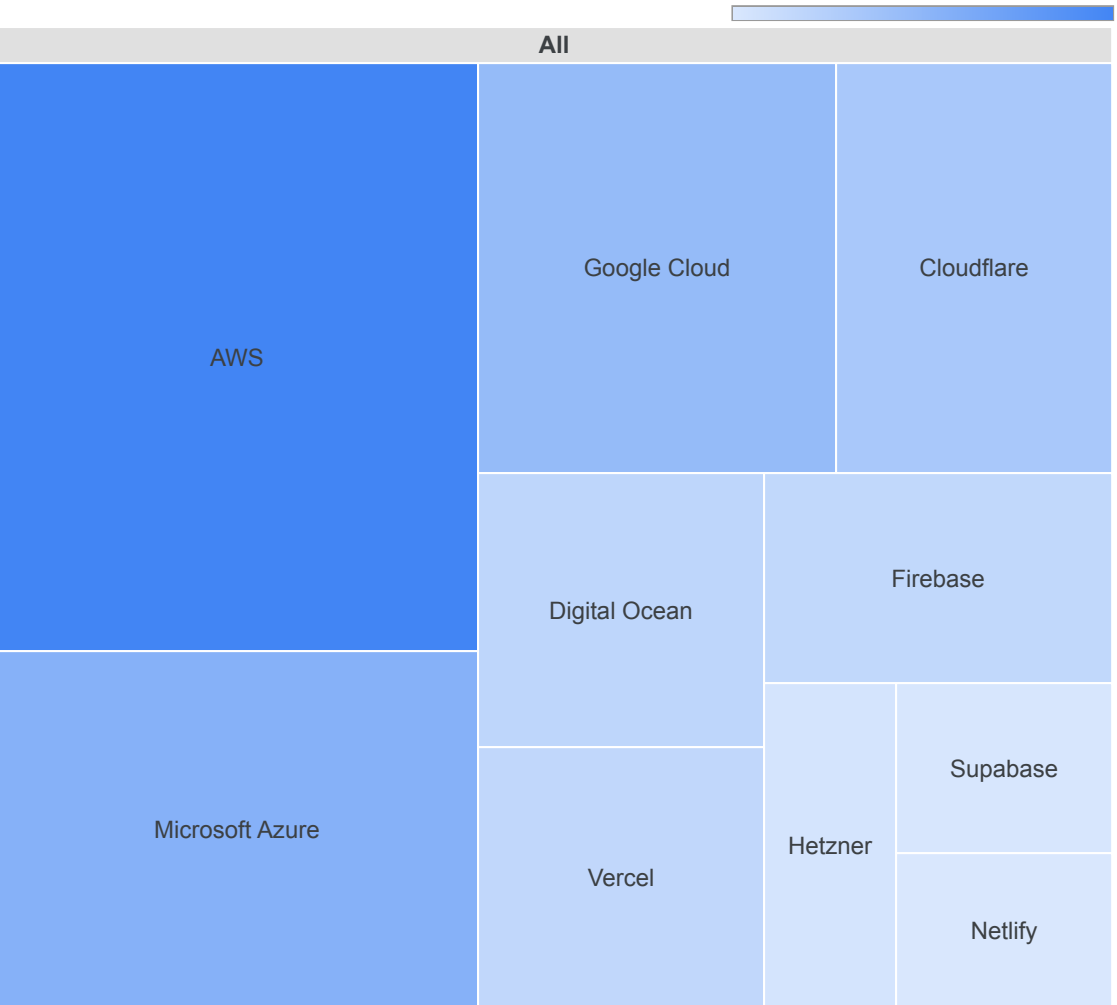 All
AWS
Google Cloud
Cloudflare
Digital Ocean
Firebase
Microsoft Azure
Vercel
Hetzner
Supabase
Netlify